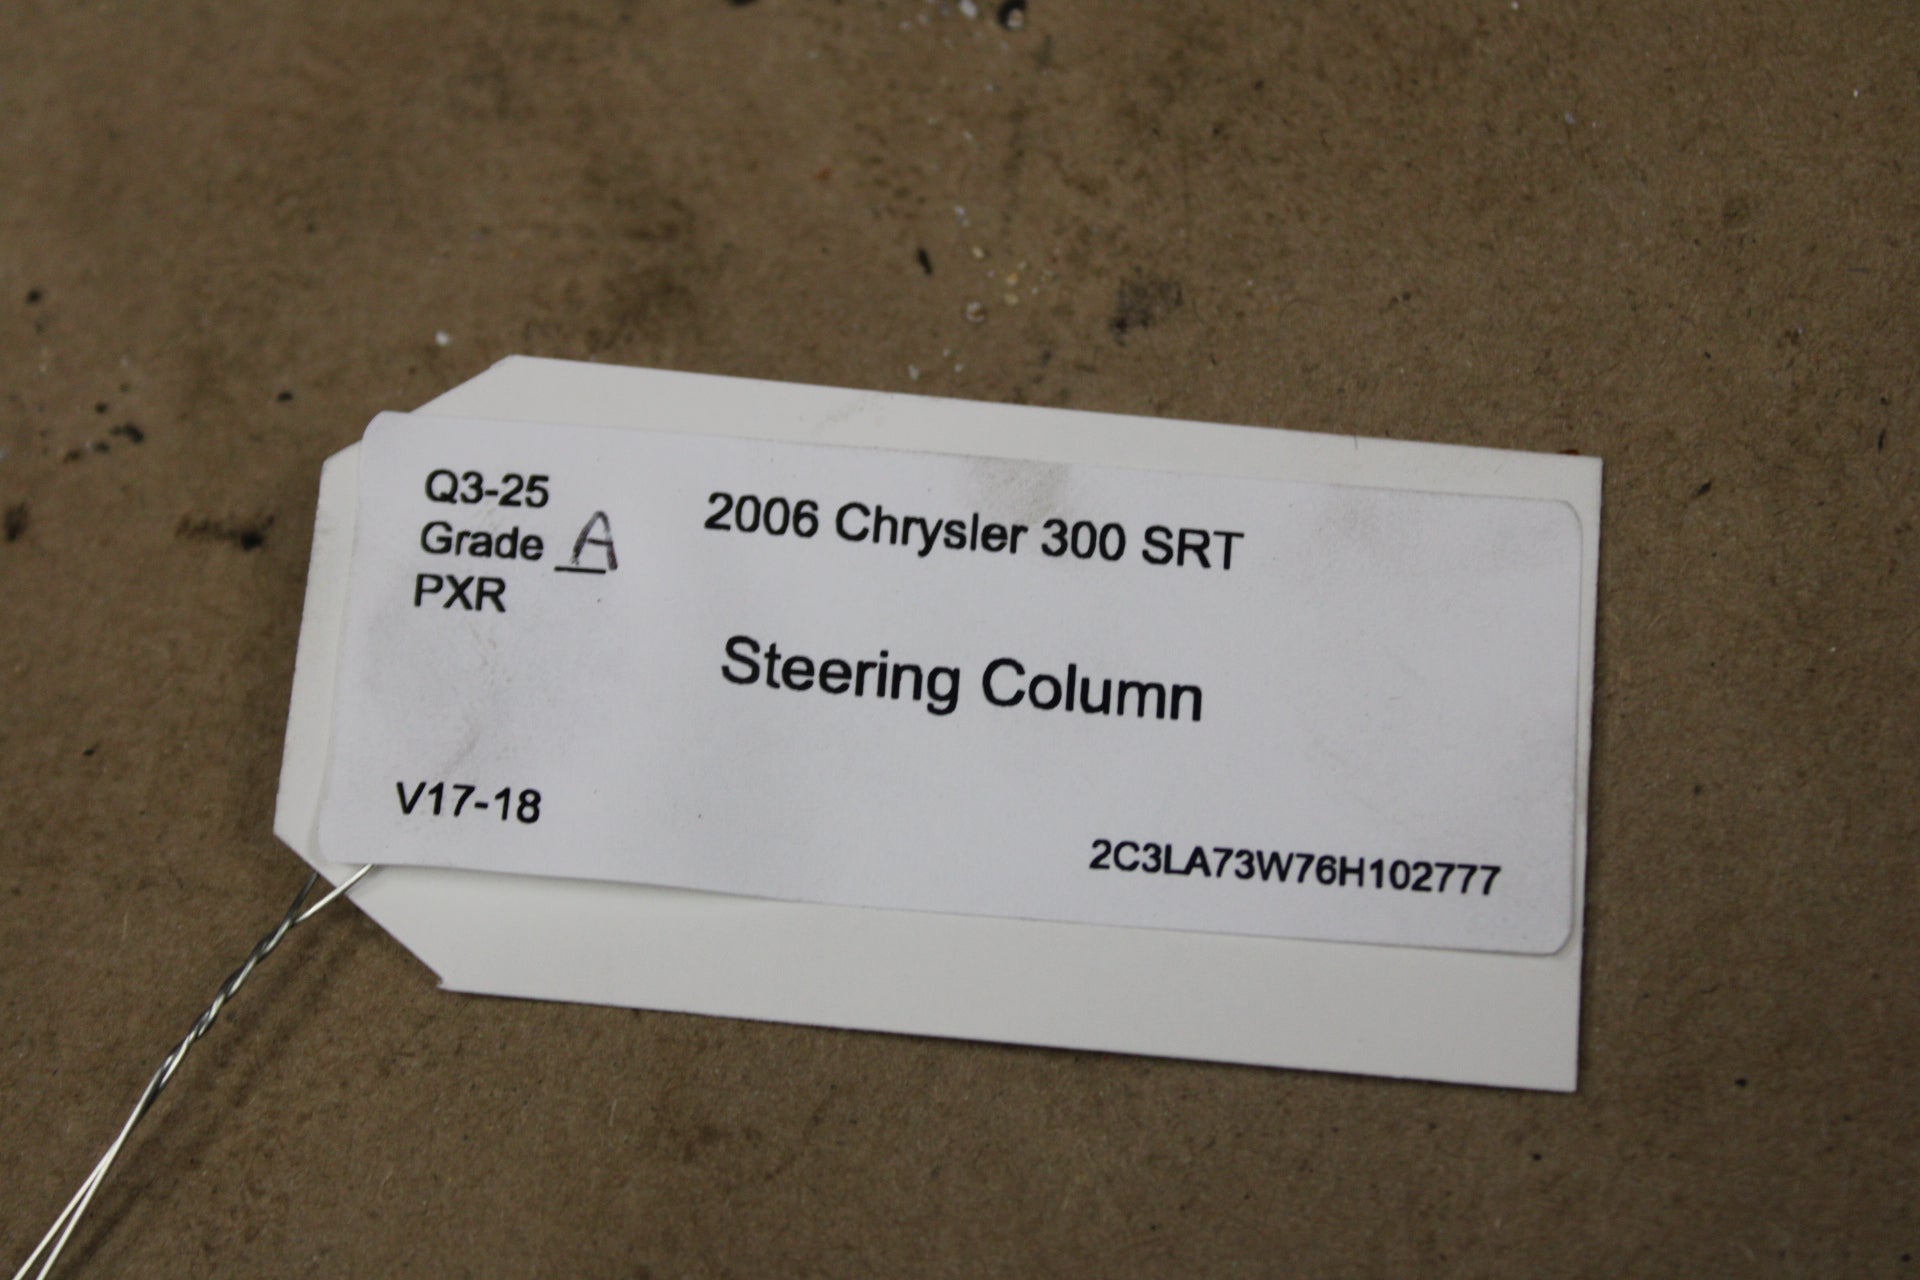 Q3-25
Grade A
PXR
2006 Chrysler 300 SRT
Steering Column
V17-18
2C3LA73W76H102777